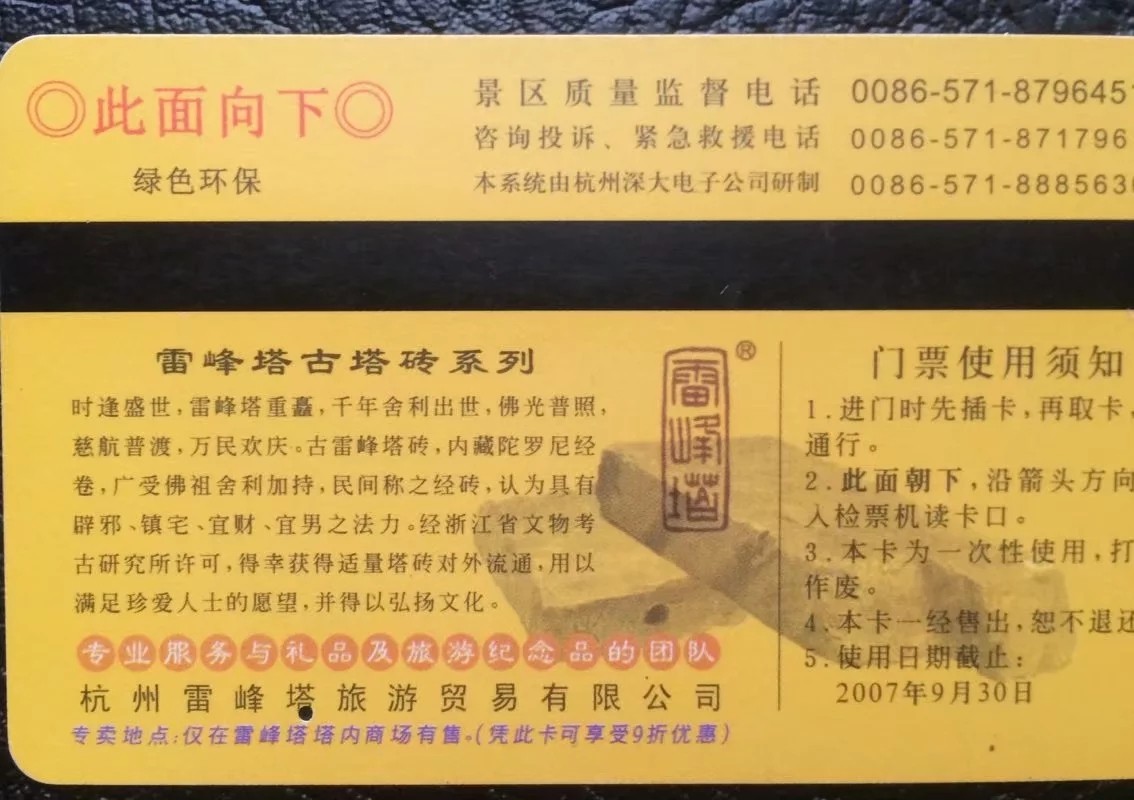 ◎此面向下◎
绿色环保
景区质量监督电话 0086-571-8796451
咨询投诉、紧急救援电话 0086-571-871796
本系统由杭州深大电子公司研制 0086-571-888563
雷峰塔古塔砖系列
时逢盛世,雷峰塔重矗,千年舍利出世,佛光普照,
慈航普渡,万民欢庆。古雷峰塔砖,内藏陀罗尼经
卷,广受佛祖舍利加持,民间称之经砖,认为具有
辟邪、镇宅、宜财、宜男之法力。经浙江省文物考
古研究所许可,得幸获得适量塔砖对外流通,用以
满足珍爱人士的愿望,并得以弘扬文化。
专业服务与礼品及旅游纪念品的团队
杭州雷峰塔旅游贸易有限公司
专卖地点:仅在雷峰塔塔内商场有售。(凭此卡可享受9折优惠)
雷峰塔®
门票使用须知
1.进门时先插卡,再取卡,
通行。
2.此面朝下,沿箭头方向
入检票机读卡口。
3.本卡为一次性使用,打
作废。
4.本卡一经售出,恕不退还
5.使用日期截止:
2007年9月30日